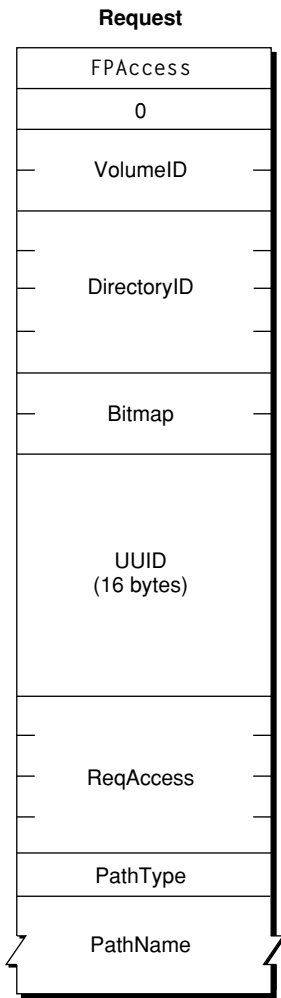 Request
FPAccess
0
VolumeID
DirectoryID
Bitmap
UUID
(16 bytes)
ReqAccess
PathType
PathName